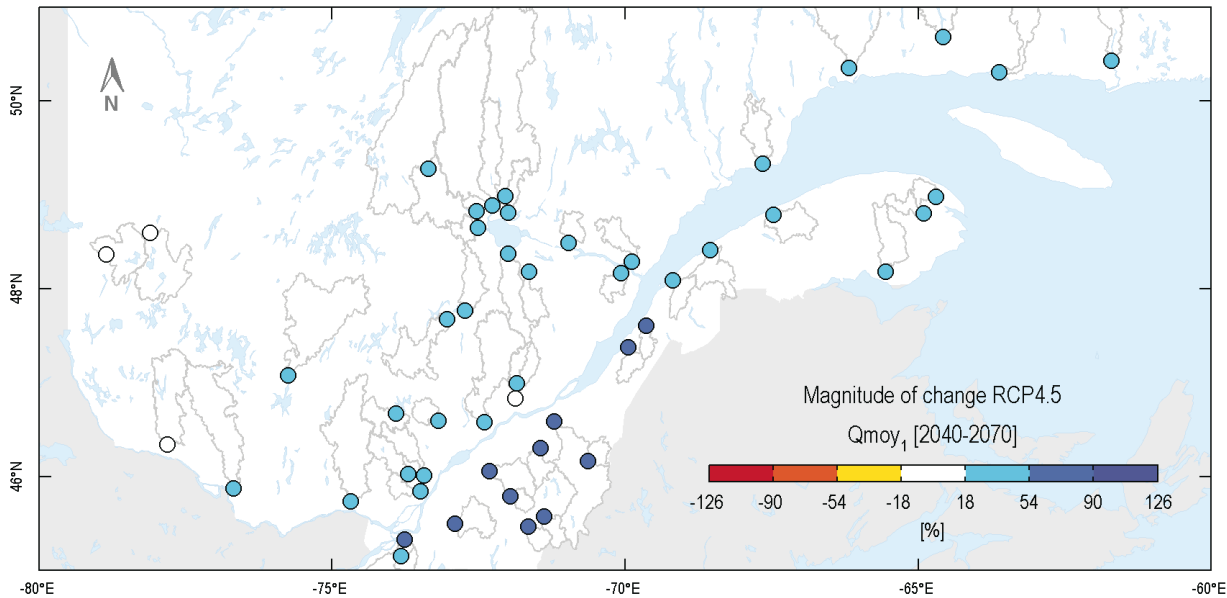 N
50°N
48°N
46°N
Magnitude of change RCP4.5
Qmoy1 [2040-2070]
-126 -90 -54 -18 18 54 90 126
[%]
-80°E -75°E -70°E -65°E -60°E